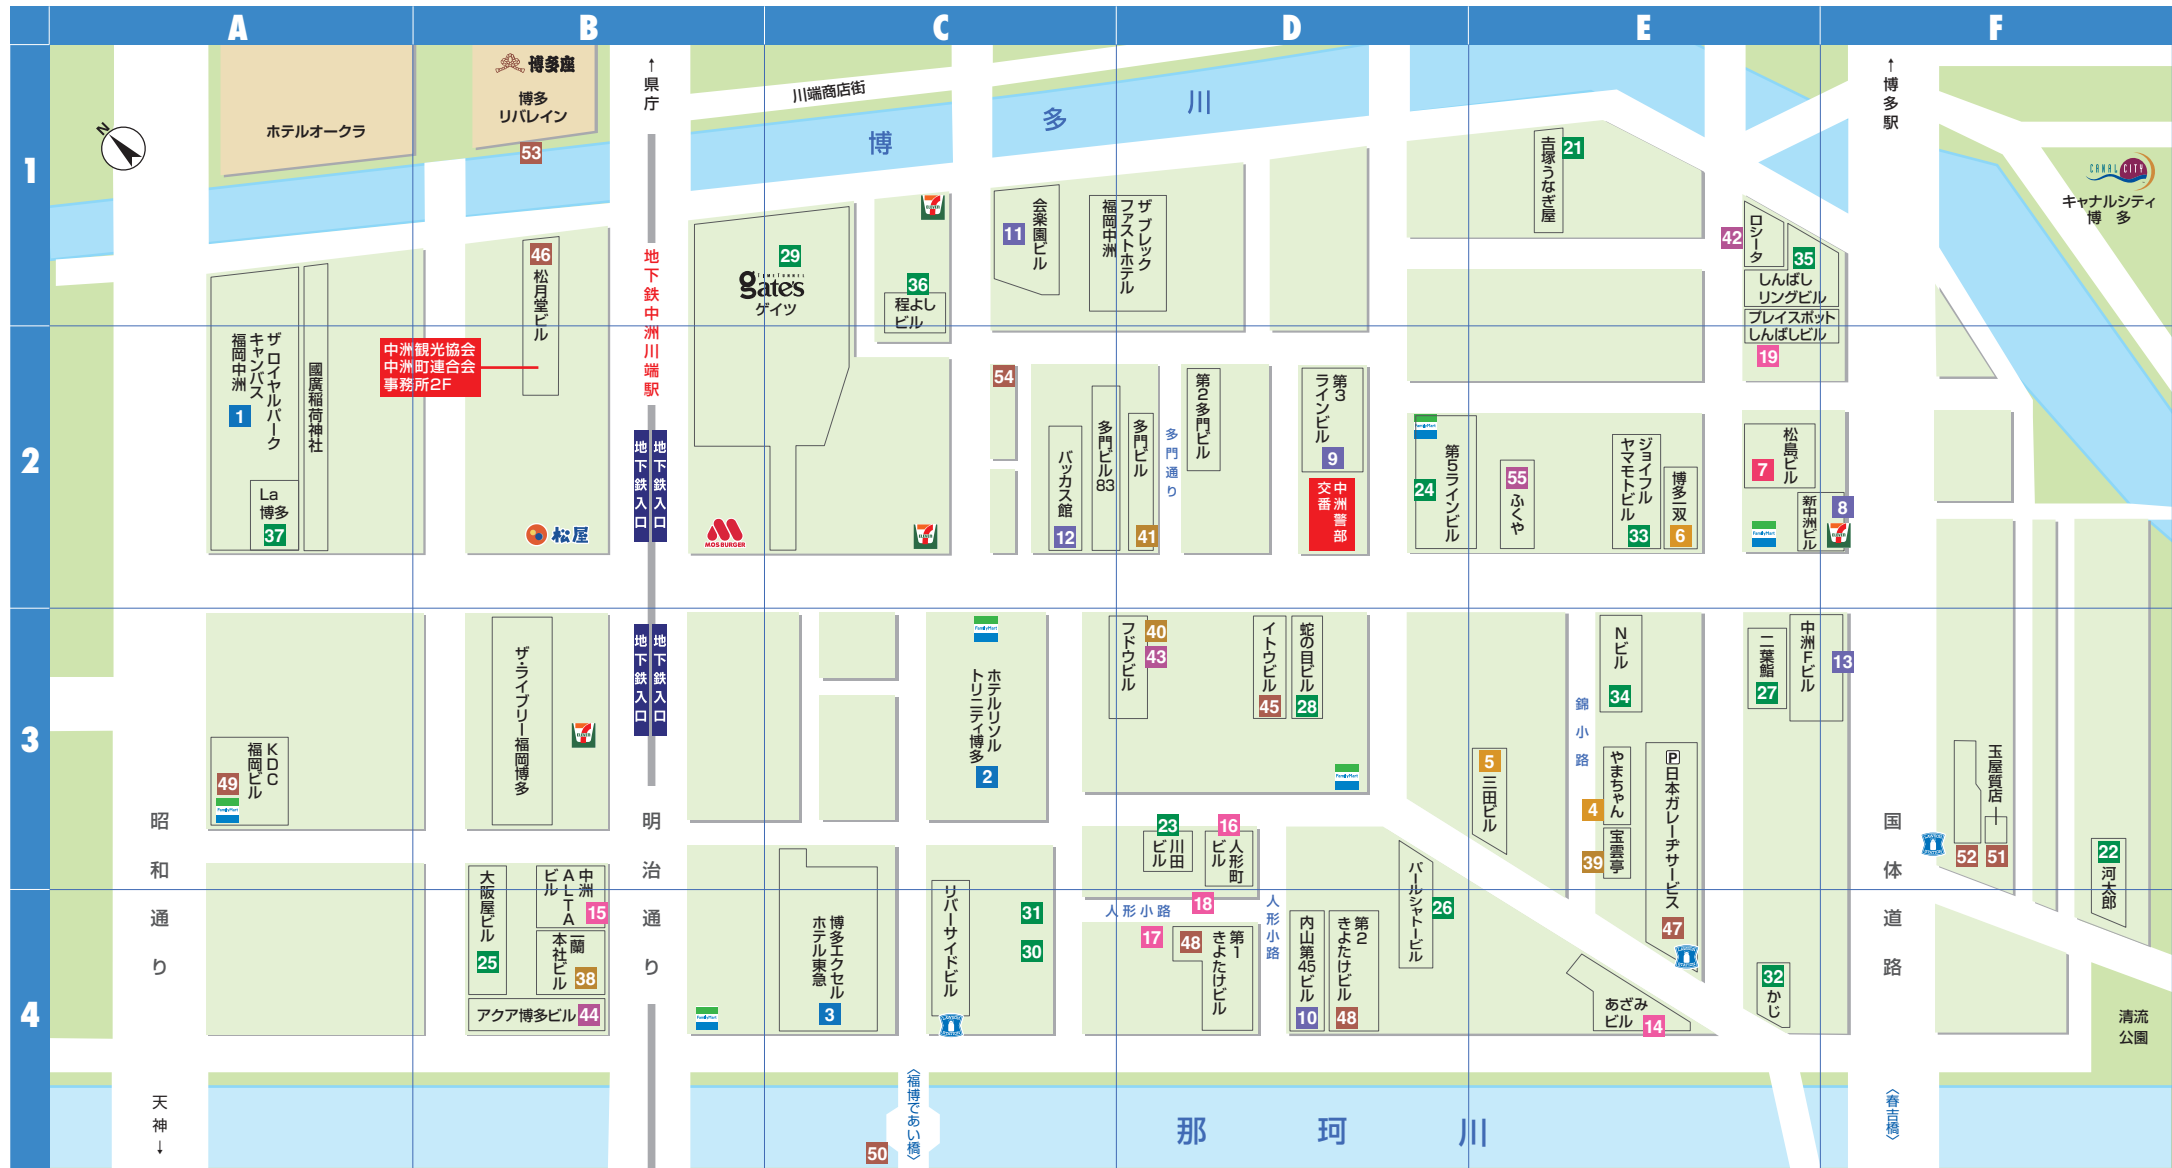 A
B
C
D
E
F
1
2
3
4
N
ホテルオークラ
博多座
博多
リバレイン
53
↑県庁
川端商店街
博多川
↑博多駅
CANAL CITY
キャナルシティ
博 多
吉塚うなぎ屋
21
46
松月堂ビル
地下鉄中洲川端駅
29
TIME TUNNEL
gate's
ゲイツ
7
ELEVEN
36
程よし
ビル
11
会楽園ビル
ザ ブレック
ファストホテル
福岡中洲
42
ロシータ
35
しんばし
リングビル
プレイスポット
しんばしビル
19
ザ ロイヤルパーク
キャンバス
福岡中洲
1
國廣稲荷神社
La
博多
37
中洲観光協会
中洲町連合会
事務所2F
松屋
地下鉄入口
地下鉄入口
MOS BURGER
7
ELEVEN
54
バッカス館
12
多門ビル83
多門ビル
41
多門通り
第2多門ビル
第3
ラインビル
9
中洲警部
交番
FamilyMart
第5ラインビル
24
55
ふくや
ジョイフル
ヤマモトビル
33
博多一双
6
松島ビル
7
FamilyMart
新中洲ビル
8
7
ELEVEN
KDC
福岡ビル
49
FamilyMart
ザ・ライブリー福岡博多
7
ELEVEN
地下鉄入口
地下鉄入口
FamilyMart
ホテルリソル
トリニティ博多
2
フドウビル
40
43
イトウビル
45
蛇の目ビル
28
FamilyMart
5
三田ビル
錦小路
Nビル
34
やまちゃん
4
宝雲亭
39
P日本ガレーヂサービス
47
二葉鮨
27
中洲Fビル
13
玉屋質店
52
51
22
河太郎
昭和通り
明治通り
国体道路
大阪屋ビル
25
中洲
ALTA
ビル
15
一蘭
本社ビル
38
アクア博多ビル
44
FamilyMart
博多エクセル
ホテル東急
3
リバーサイドビル
31
30
23
川田
ビル
16
人形町
ビル
人形小路
18
17
人形小路
48
第1
きよたけビル
内山第45ビル
10
第2
きよたけビル
48
パールシャトービル
26
あざみ
ビル
14
32
かじ
清流
公園
天神↓
〈福博であい橋〉
50
那珂川
〈春吉橋〉